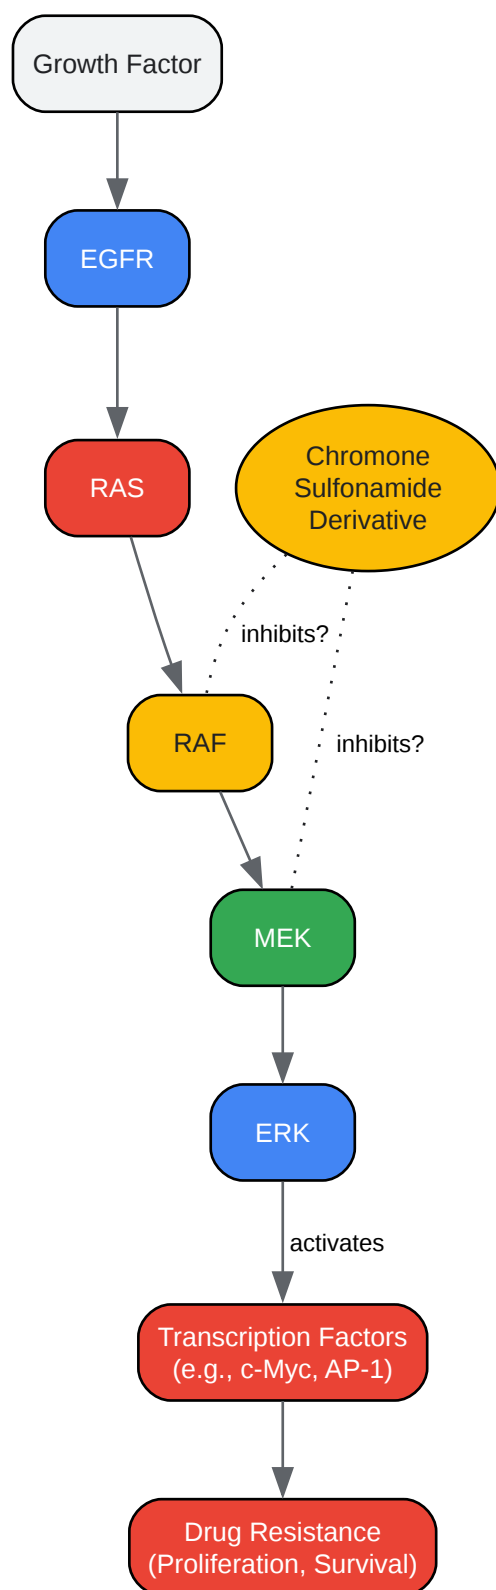 Growth Factor
EGFR
RAS
Chromone
Sulfonamide
Derivative
inhibits?
RAF
inhibits?
MEK
ERK
activates
Transcription Factors
(e.g., c-Myc, AP-1)
Drug Resistance
(Proliferation, Survival)